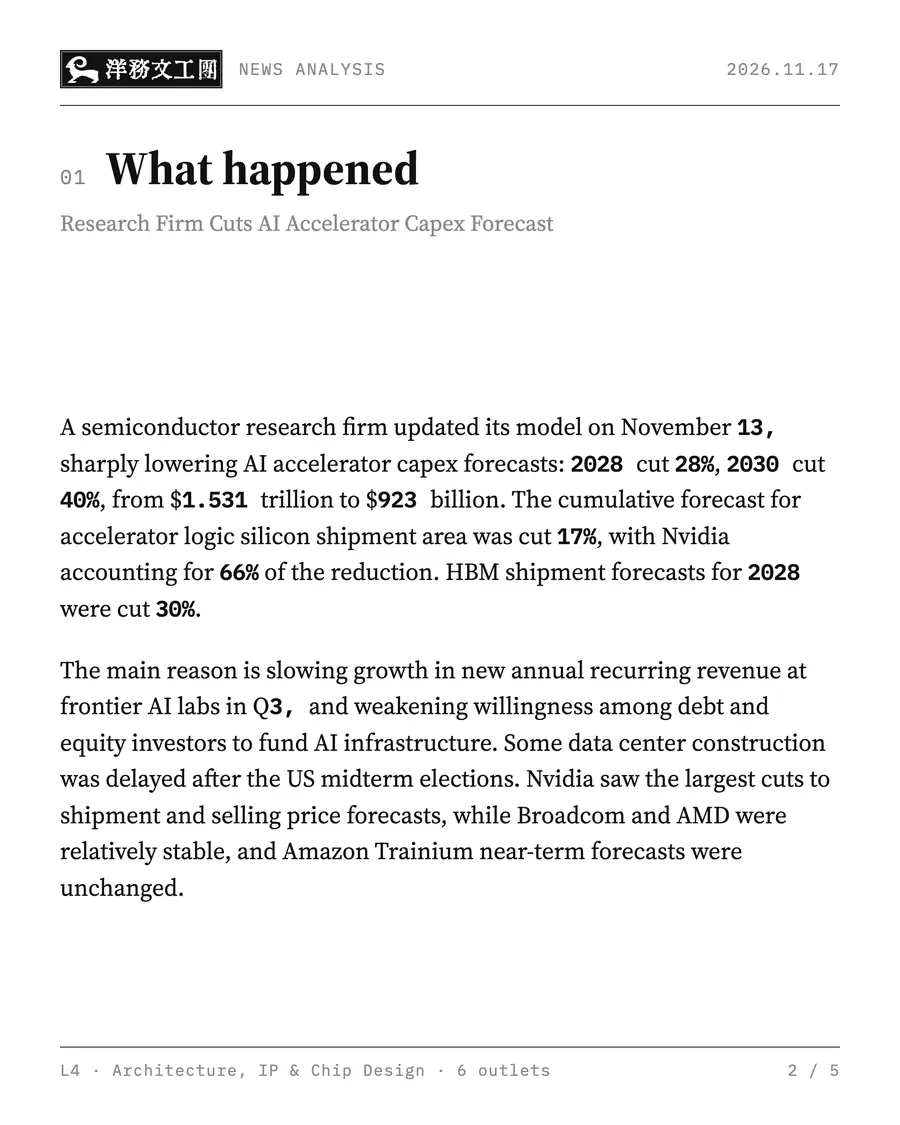 洋務文工團 NEWS ANALYSIS 2026.11.17
01 What happened
Research Firm Cuts AI Accelerator Capex Forecast
A semiconductor research firm updated its model on November 13,
sharply lowering AI accelerator capex forecasts: 2028 cut 28%, 2030 cut
40%, from $1.531 trillion to $923 billion. The cumulative forecast for
accelerator logic silicon shipment area was cut 17%, with Nvidia
accounting for 66% of the reduction. HBM shipment forecasts for 2028
were cut 30%.
The main reason is slowing growth in new annual recurring revenue at
frontier AI labs in Q3, and weakening willingness among debt and
equity investors to fund AI infrastructure. Some data center construction
was delayed after the US midterm elections. Nvidia saw the largest cuts to
shipment and selling price forecasts, while Broadcom and AMD were
relatively stable, and Amazon Trainium near-term forecasts were
unchanged.
L4 · Architecture, IP & Chip Design · 6 outlets 2 / 5